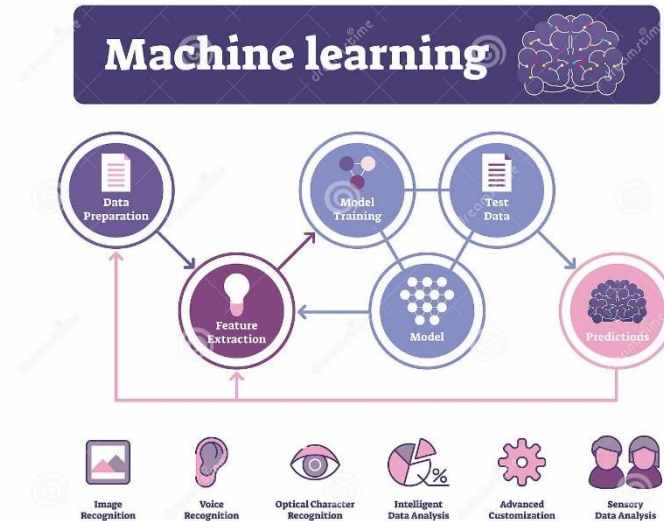 Machine learning
Data
Preparation
Model
Training
Test
Data
Feature
Extraction
Model
Predictions
%
Image
Recognition
Voice
Recognition
Optical Character
Recognition
Intelligent
Data Analysis
Advanced
Customization
Sensory
Data Analysis
dreamstime